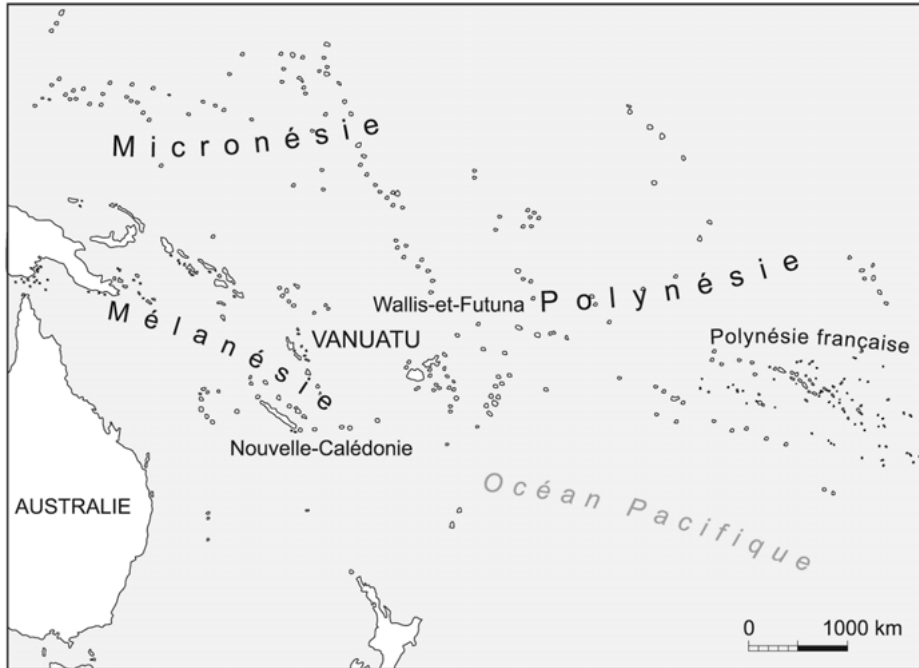 Micronésie
Polynésie
Wallis-et-Futuna
Mélanésie
VANUATU
Polynésie française
Nouvelle-Calédonie
Océan Pacifique
AUSTRALIE
0 1000 km